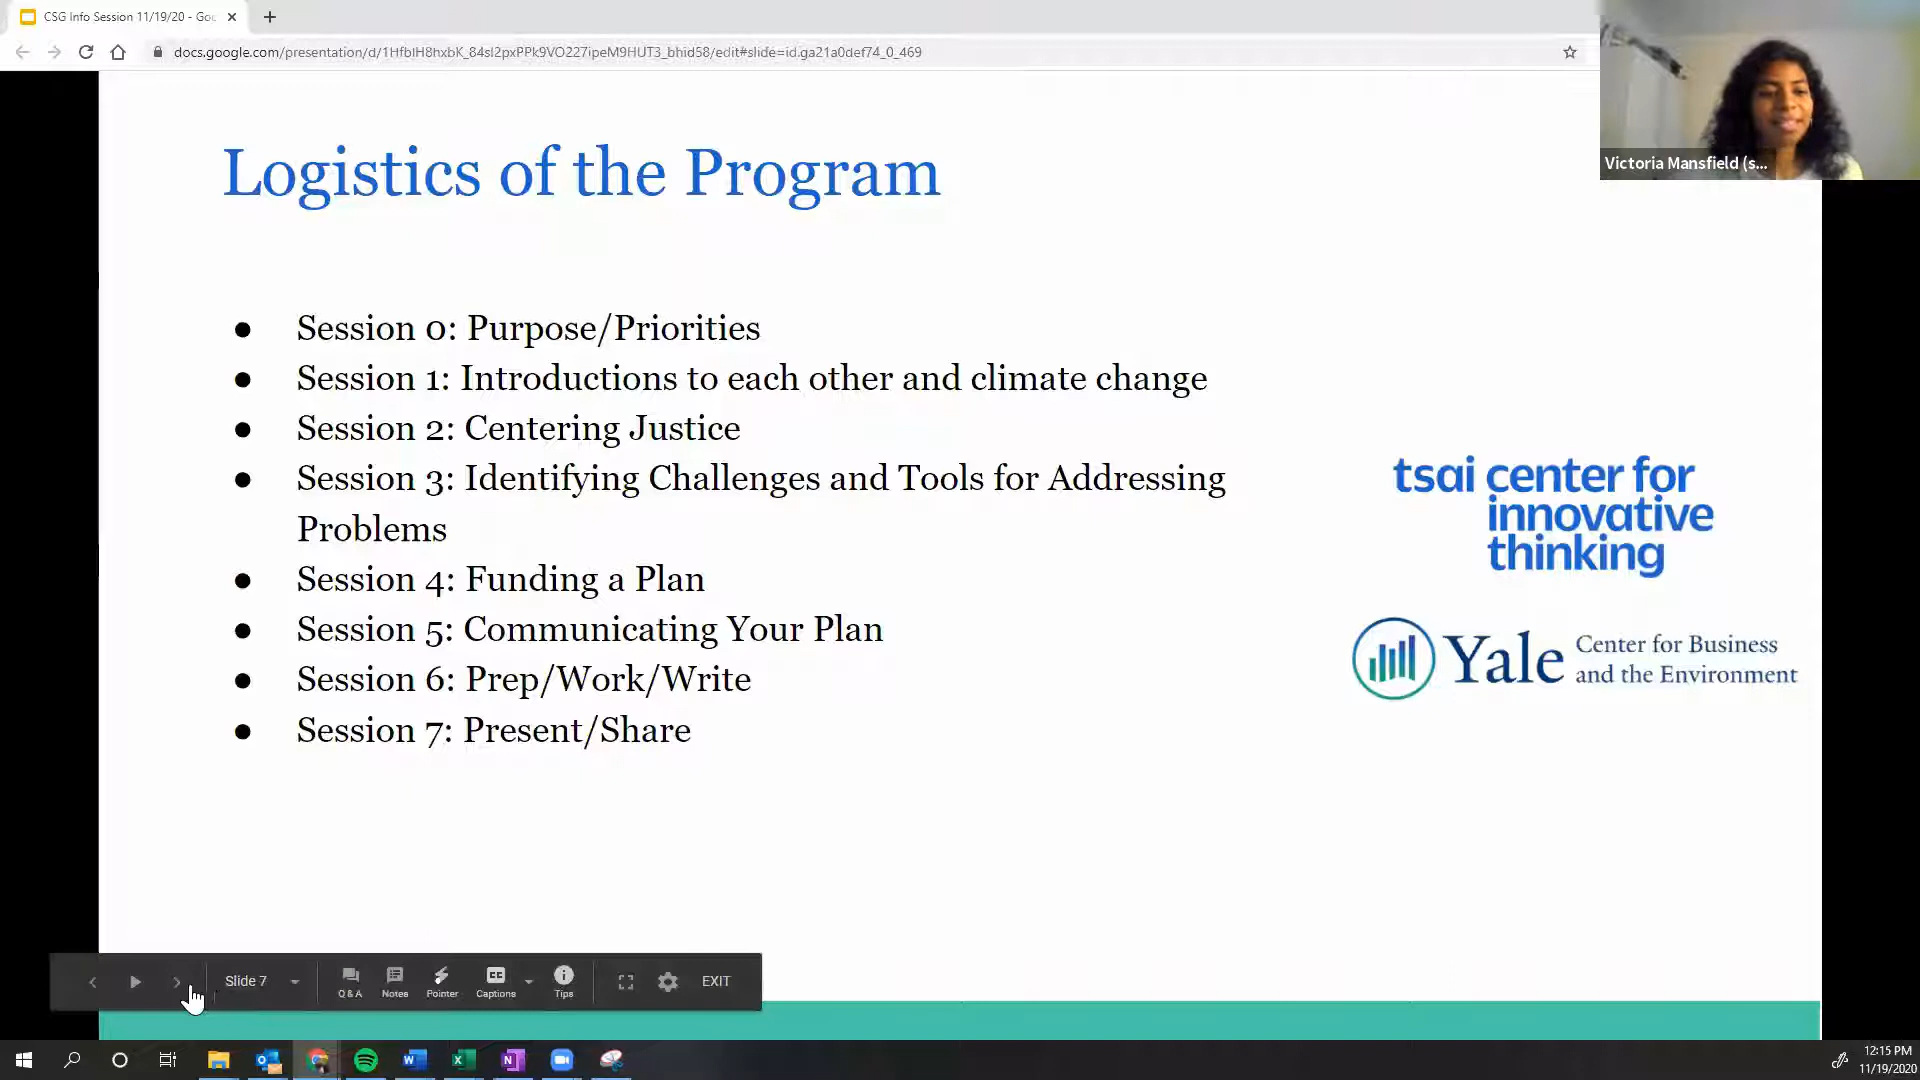 CSG Info Session 11/19/20 - Goo
docs.google.com/presentation/d/1HfbIH8hxbK_84sI2pxPPk9VO227ipeM9HUT3_bhid58/edit#slide=id.ga21a0def74_0_469
Victoria Mansfield (s...
Logistics of the Program
● Session 0: Purpose/Priorities
● Session 1: Introductions to each other and climate change
● Session 2: Centering Justice
● Session 3: Identifying Challenges and Tools for Addressing
Problems
● Session 4: Funding a Plan
● Session 5: Communicating Your Plan
● Session 6: Prep/Work/Write
● Session 7: Present/Share
tsai center for
innovative
thinking
Yale Center for Business
and the Environment
Slide 7
Q & A
Notes
Pointer
CC
Captions
Tips
EXIT
12:15 PM
11/19/2020